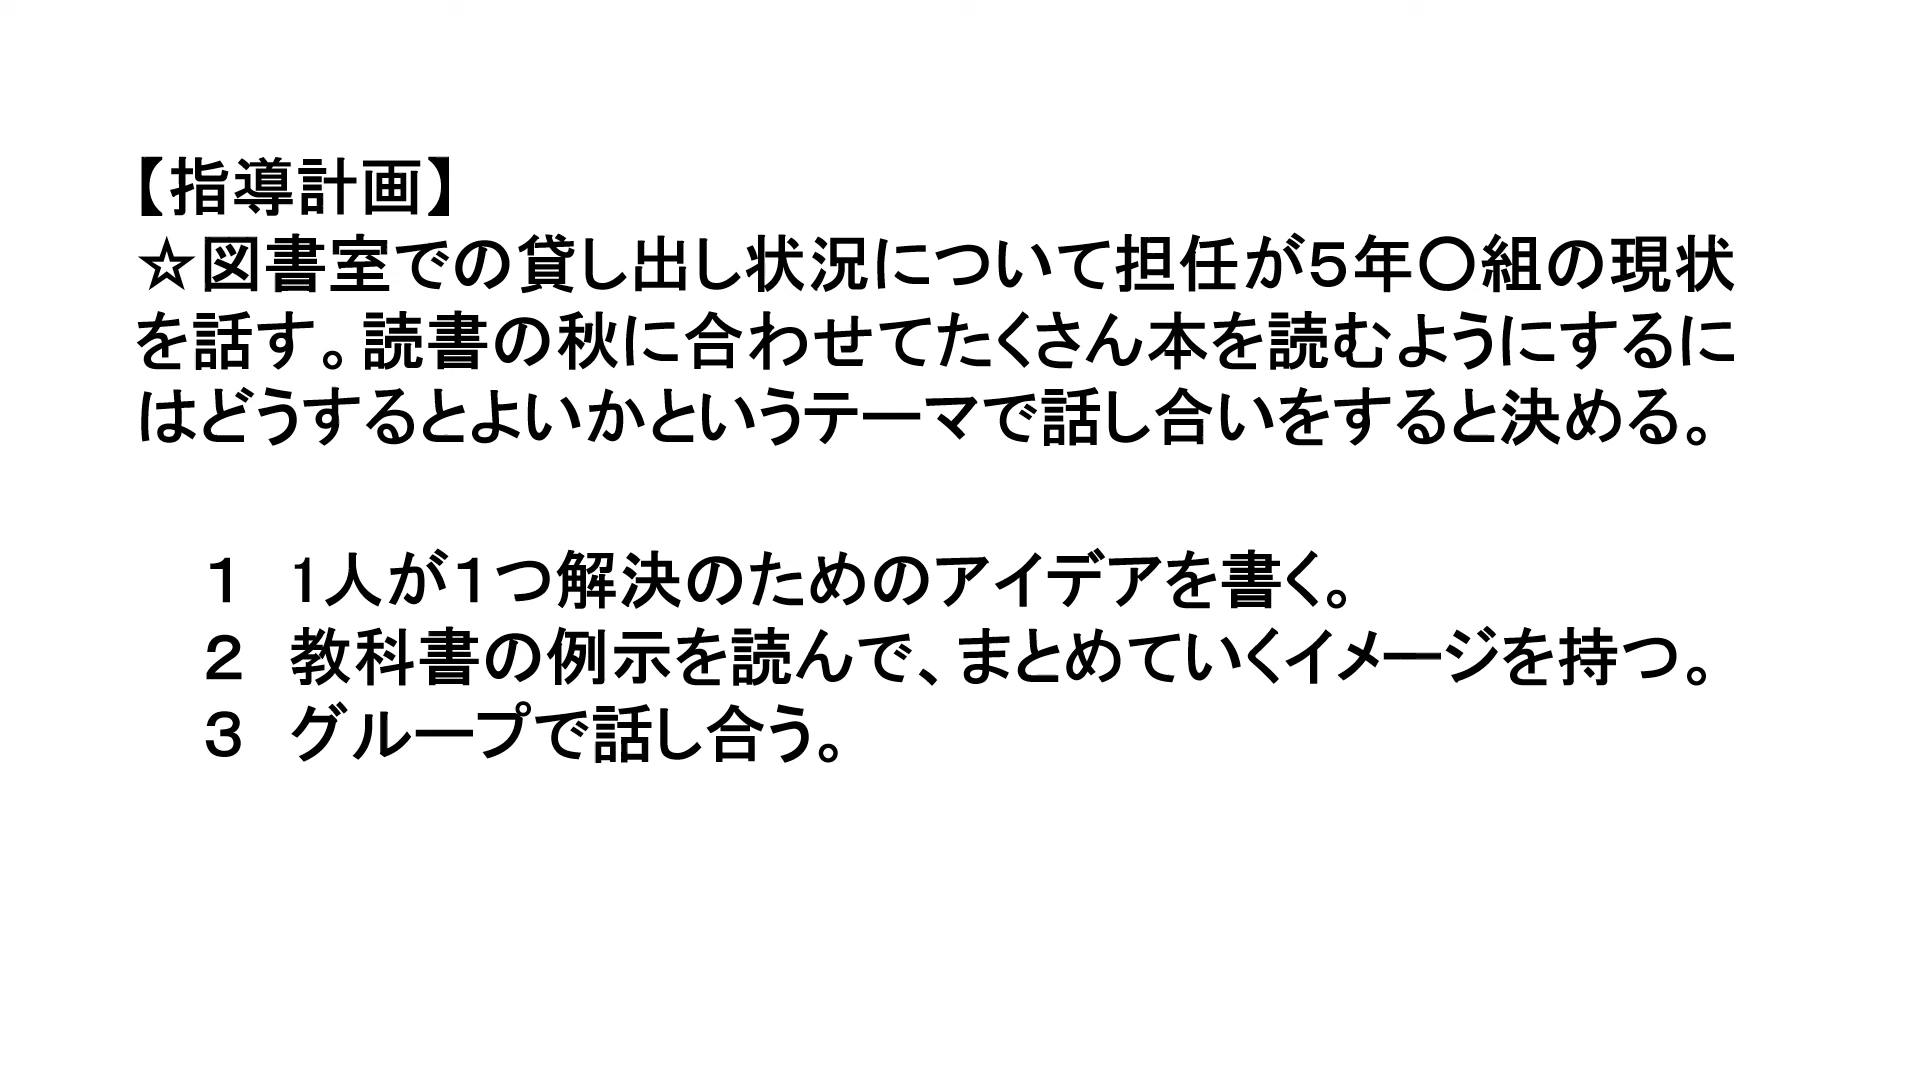 【指導計画】
☆図書室での貸し出し状況について担任が５年〇組の現状
を話す。読書の秋に合わせてたくさん本を読むようにするに
はどうするとよいかというテーマで話し合いをすると決める。
１　1人が１つ解決のためのアイデアを書く。
２　教科書の例示を読んで、まとめていくイメージを持つ。
３　グループで話し合う。